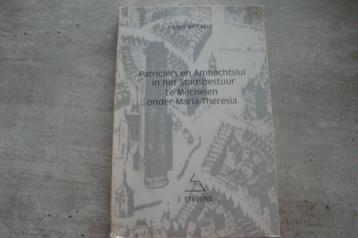 Patriciërs en Ambachtslui
in het Stadsbestuur
te Mechelen
onder Maria-Theresia
J. STEVENS